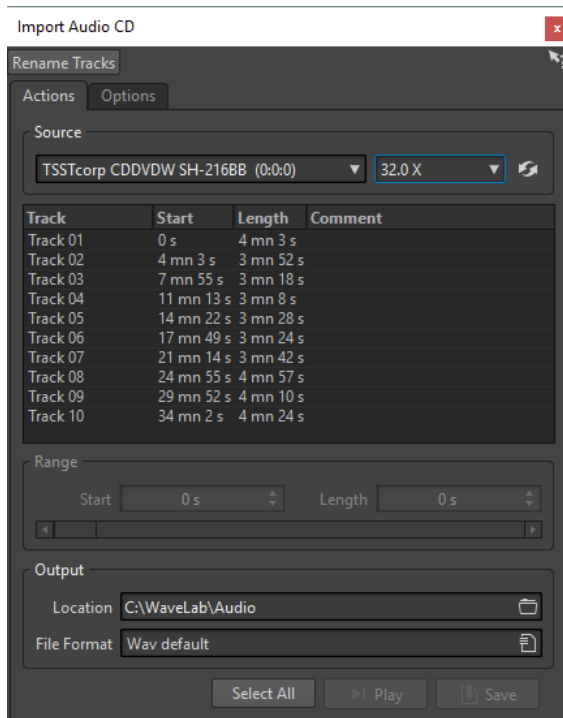 Import Audio CD
x
Rename Tracks
Actions Options
Source
TSSTcorp CDDVDW SH-216BB (0:0:0) 32.0 X
Track Start Length Comment
Track 01 0 s 4 mn 3 s
Track 02 4 mn 3 s 3 mn 52 s
Track 03 7 mn 55 s 3 mn 18 s
Track 04 11 mn 13 s 3 mn 8 s
Track 05 14 mn 22 s 3 mn 28 s
Track 06 17 mn 49 s 3 mn 24 s
Track 07 21 mn 14 s 3 mn 42 s
Track 08 24 mn 55 s 4 mn 57 s
Track 09 29 mn 52 s 4 mn 10 s
Track 10 34 mn 2 s 4 mn 24 s
Range
Start 0 s Length 0 s
Output
Location C:\WaveLab\Audio
File Format Wav default
Select All Play Save